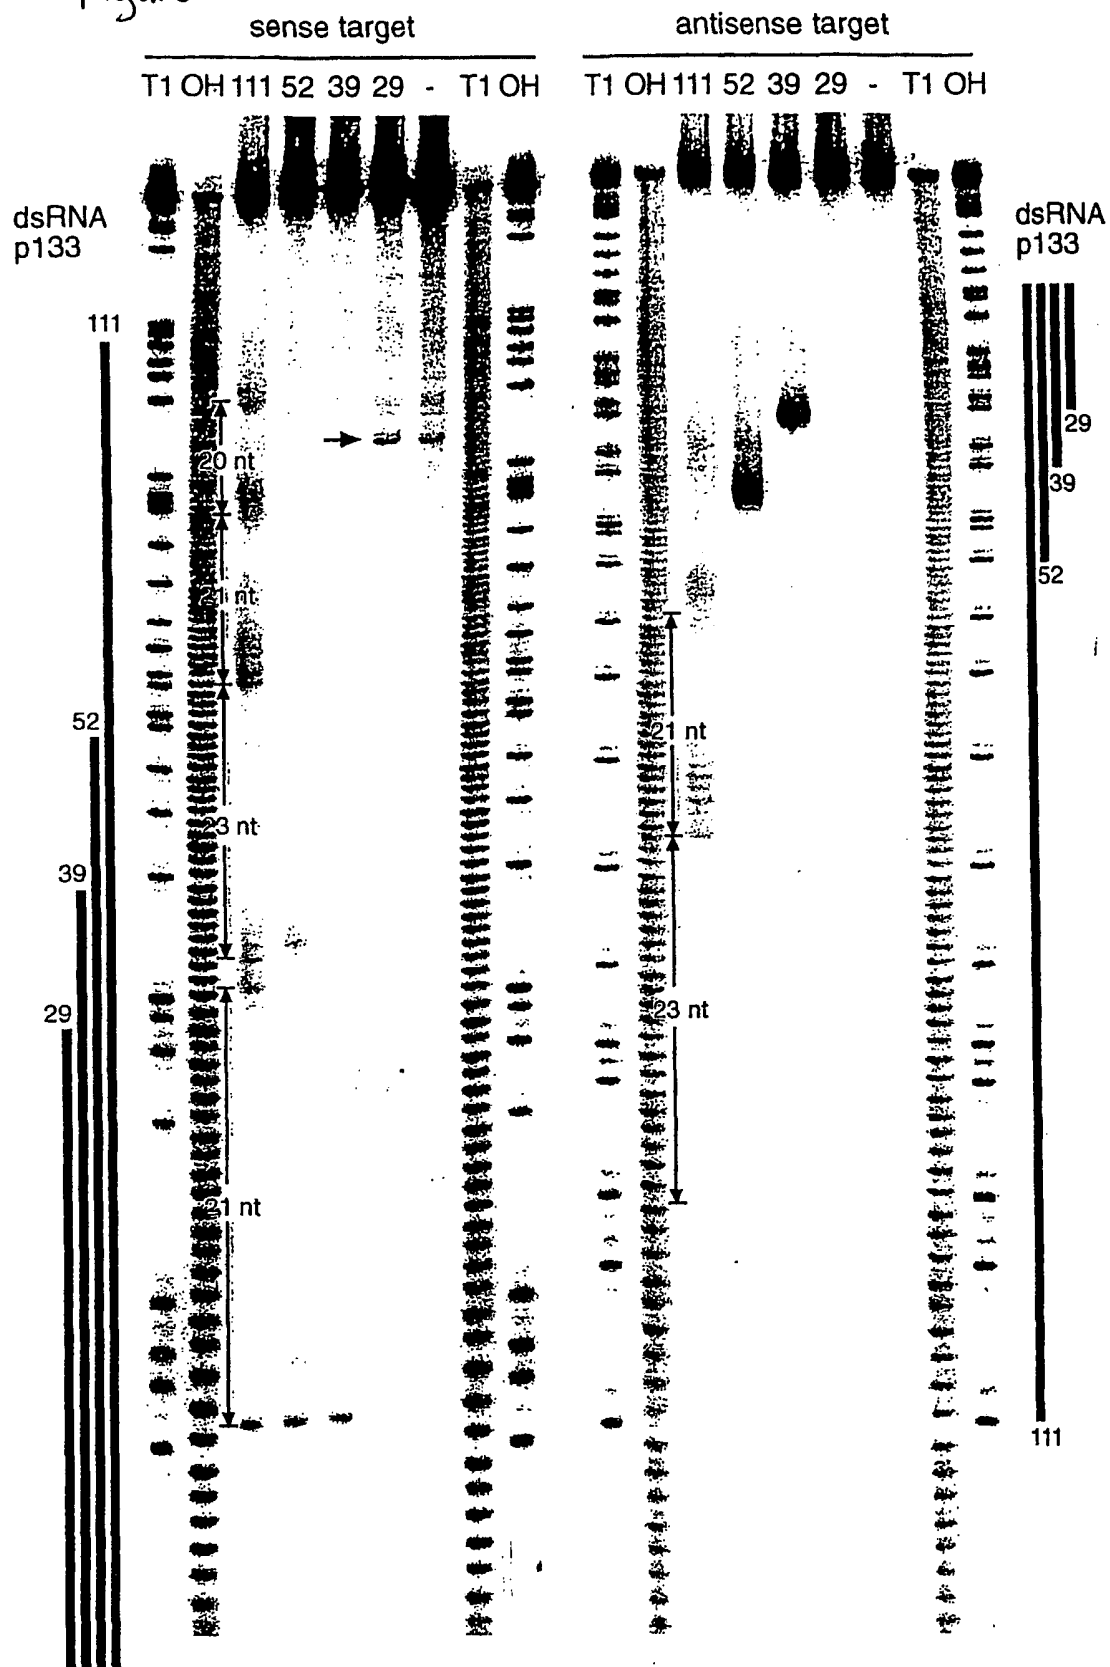 Figure
sense target
antisense target
T1 OH 111 52 39 29 - T1 OH
T1 OH 111 52 39 29 - T1 OH
dsRNA
p133
dsRNA
p133
111
20 nt
29
39
21 nt
52
52
21 nt
23 nt
39
23 nt
29
21 nt
111